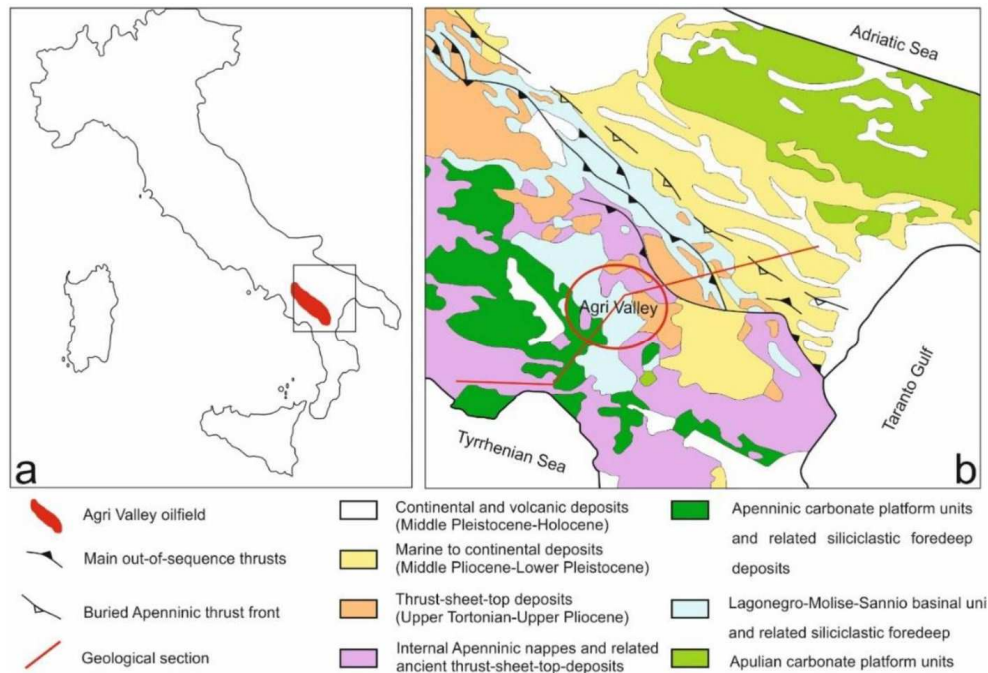 Adriatic Sea
Agri Valley
Taranto Gulf
Tyrrhenian Sea
a
b
Agri Valley oilfield
Main out-of-sequence thrusts
Buried Apenninic thrust front
Geological section
Continental and volcanic deposits
(Middle Pleistocene-Holocene)
Marine to continental deposits
(Middle Pliocene-Lower Pleistocene)
Thrust-sheet-top deposits
(Upper Tortonian-Upper Pliocene)
Internal Apenninic nappes and related
ancient thrust-sheet-top-deposits
Apenninic carbonate platform units
and related siliciclastic foredeep
deposits
Lagonegro-Molise-Sannio basinal uni
and related siliciclastic foredeep
Apulian carbonate platform units